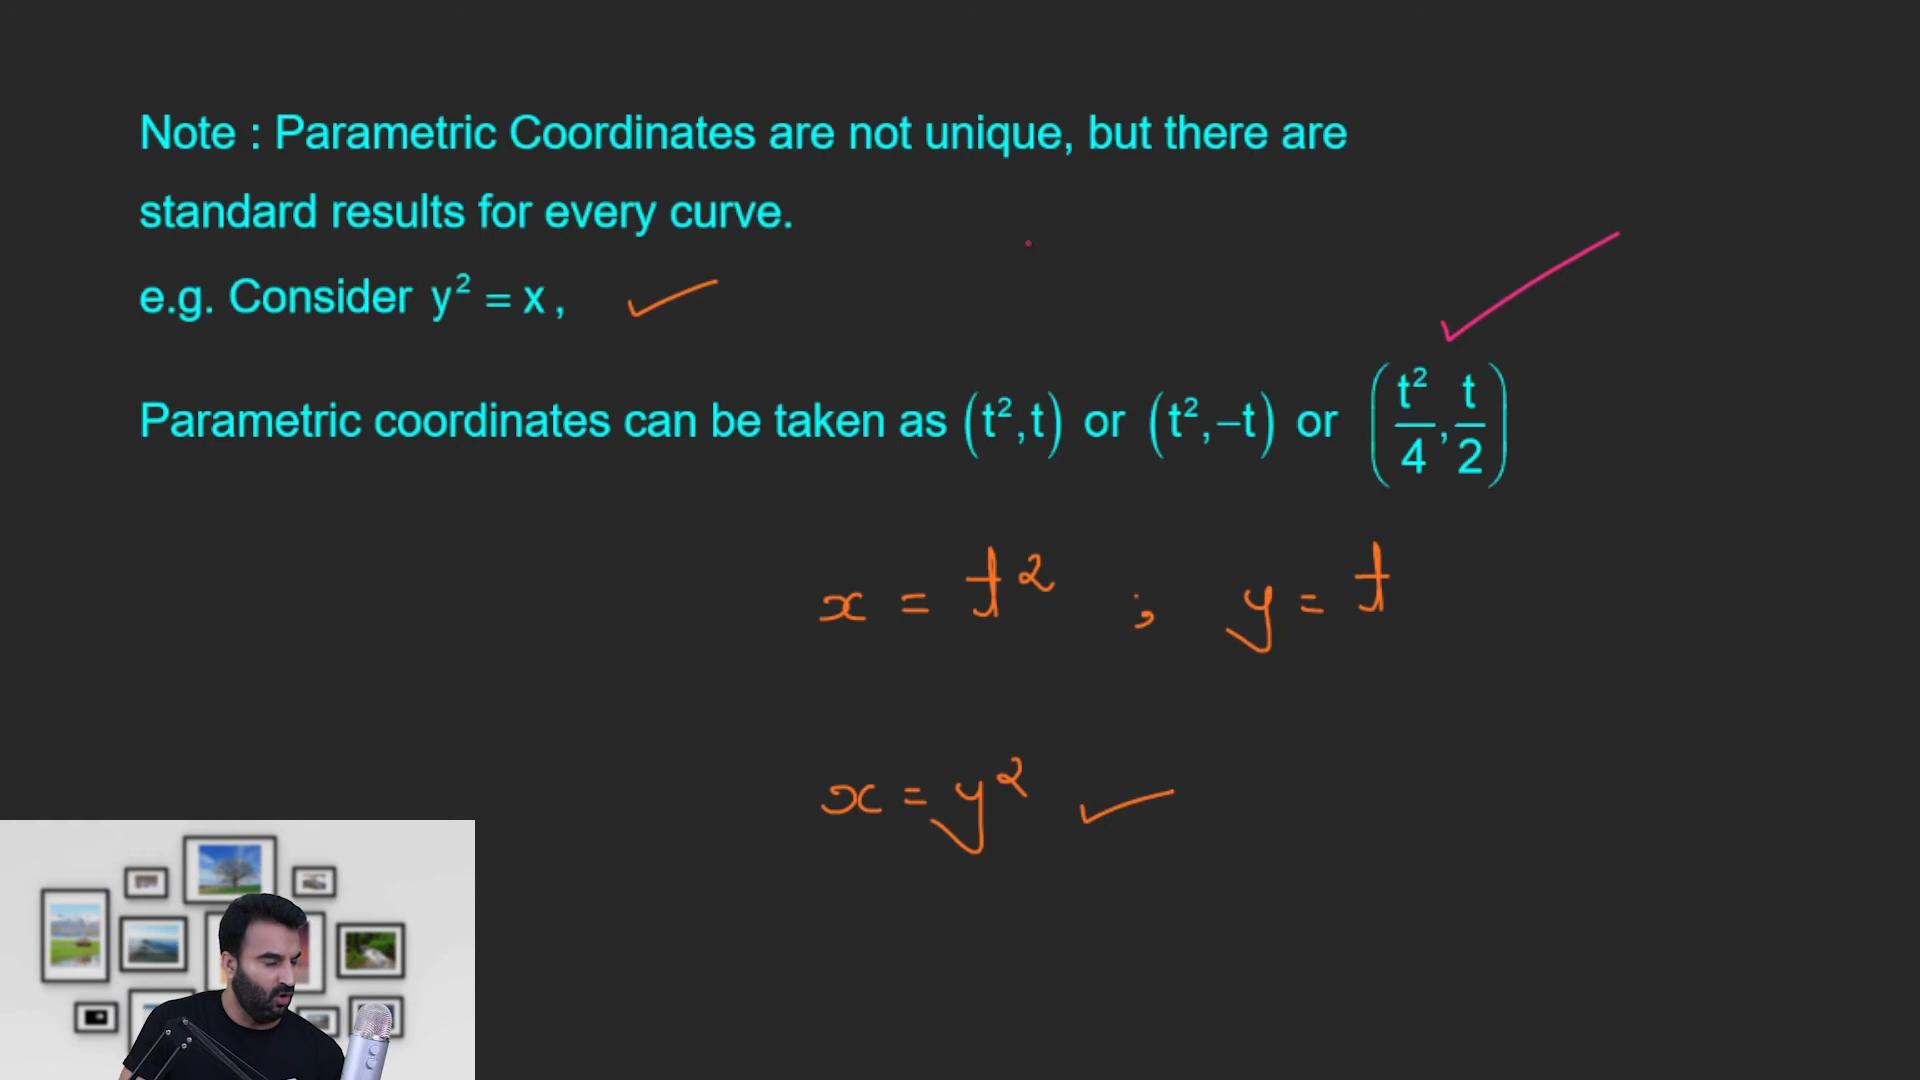 Note : Parametric Coordinates are not unique, but there are
standard results for every curve.
e.g. Consider y² = x,
Parametric coordinates can be taken as (t²,t) or (t²,−t) or (t²/4, t/2)
x = t² ; y = t
x = y²